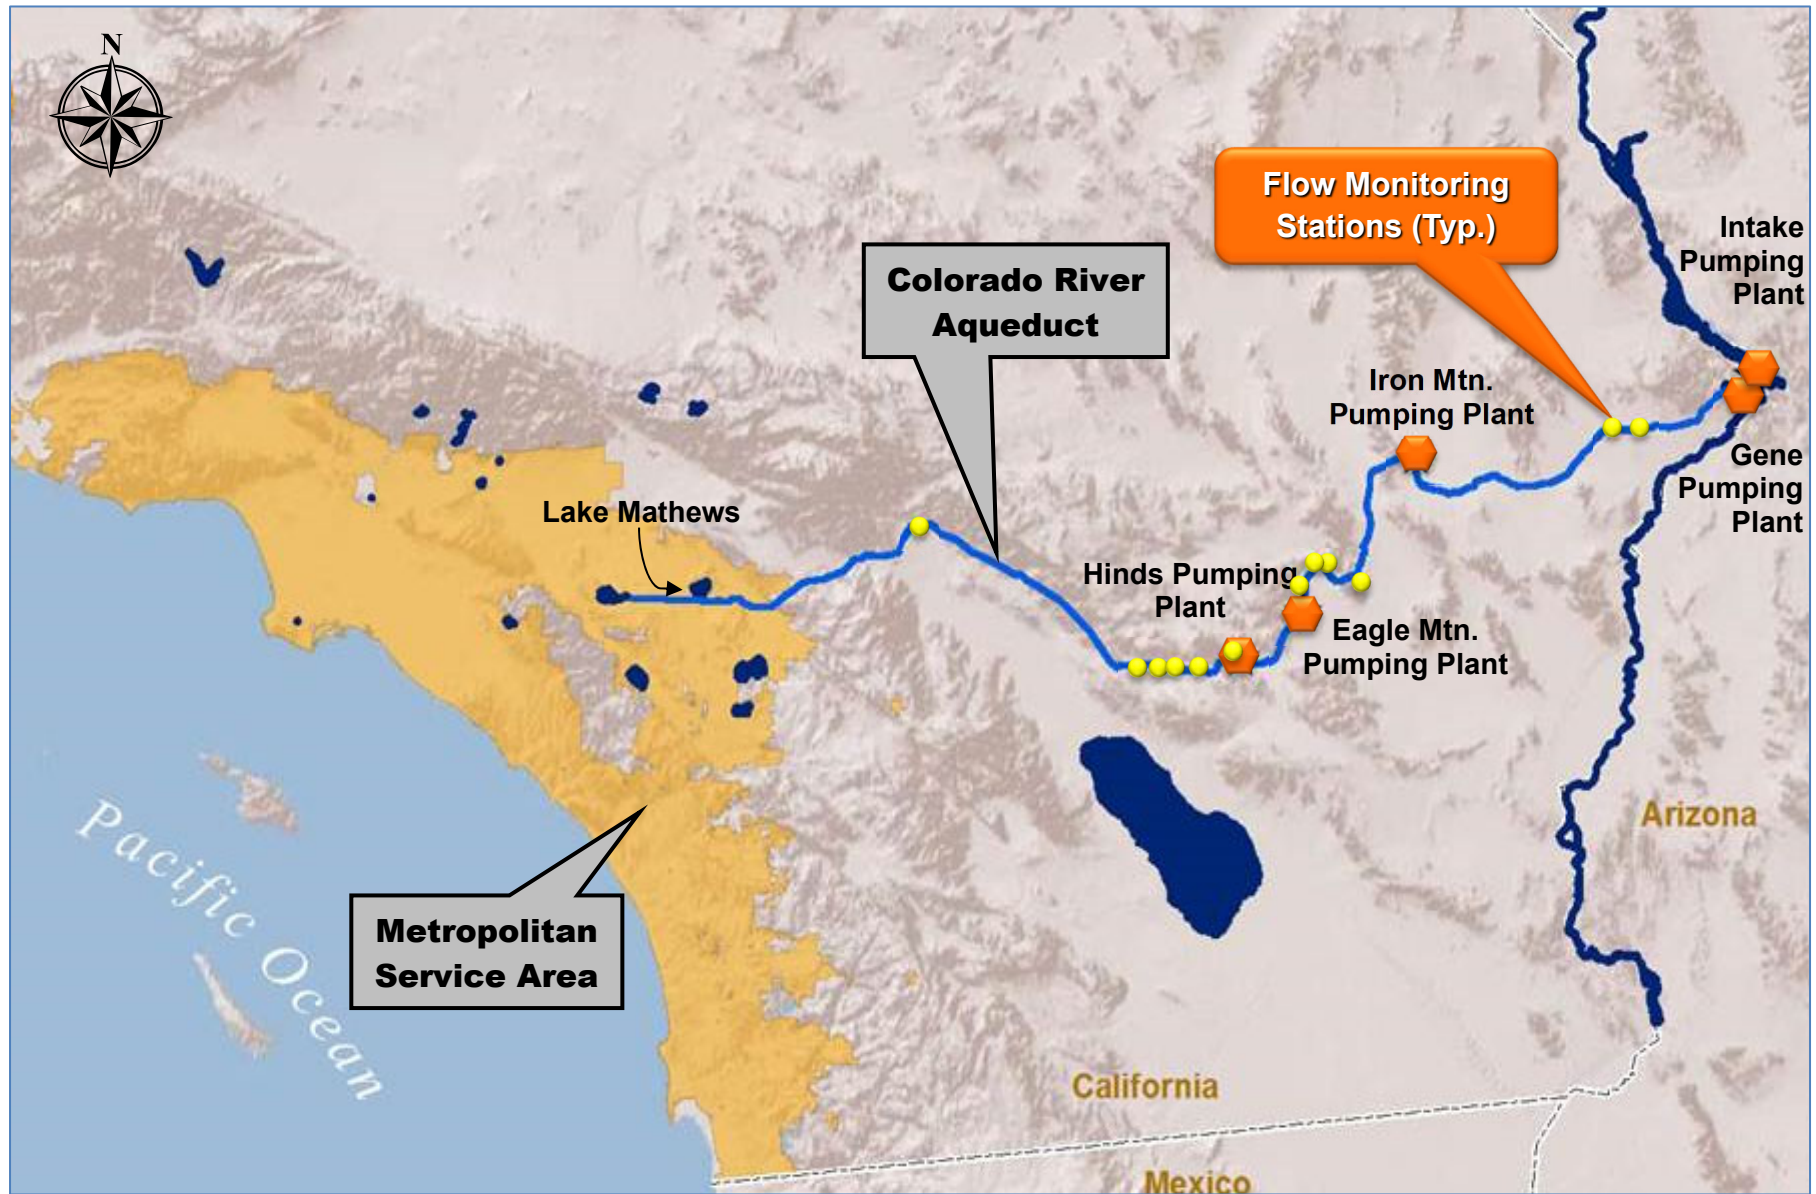 N
Flow Monitoring
Stations (Typ.)
Intake
Pumping
Plant
Colorado River
Aqueduct
Iron Mtn.
Pumping Plant
Gene
Pumping
Plant
Lake Mathews
Hinds Pumping
Plant
Eagle Mtn.
Pumping Plant
Arizona
Pacific Ocean
Metropolitan
Service Area
California
Mexico